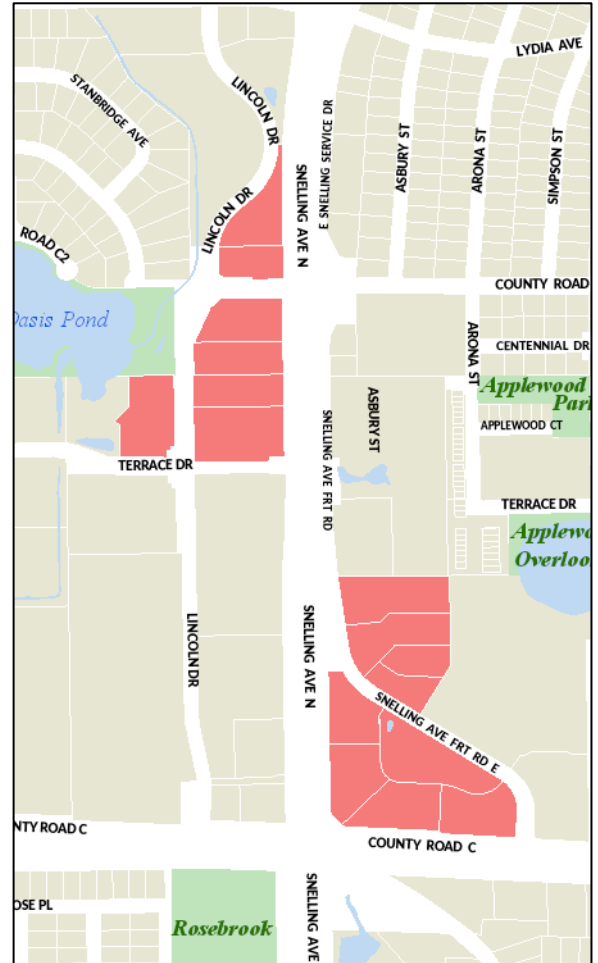 LYDIA AVE
LINCOLN DR
STANBRIDGE AVE
E SNELLING SERVICE DR
ASBURY ST
ARONA ST
SIMPSON ST
SNELLING AVE N
LINCOLN DR
ROAD C2
COUNTY ROAD
Oasis Pond
ARONA ST
CENTENNIAL DR
Applewood
Park
ASBURY ST
APPLEWOOD CT
SNELLING AVE FRT RD
TERRACE DR
TERRACE DR
Applewo
Overloo
LINCOLN DR
SNELLING AVE N
SNELLING AVE FRT RD E
NTY ROAD C
COUNTY ROAD C
SNELLING AVE
OSE PL
Rosebrook